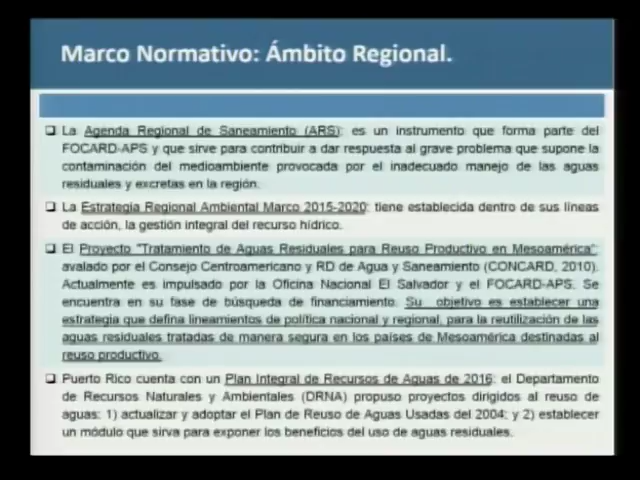 Marco Normativo: Ámbito Regional.
❑ La Agenda Regional de Saneamiento (ARS): es un instrumento que forma parte del
FOCARD-APS y que sirve para contribuir a dar respuesta al grave problema que supone la
contaminación del medioambiente provocada por el inadecuado manejo de las aguas
residuales y excretas en la región.
❑ La Estrategia Regional Ambiental Marco 2015-2020: tiene establecida dentro de sus líneas
de acción, la gestión integral del recurso hídrico.
❑ El Proyecto "Tratamiento de Aguas Residuales para Reuso Productivo en Mesoamérica"
avalado por el Consejo Centroamericano y RD de Agua y Saneamiento (CONCARD, 2010).
Actualmente es impulsado por la Oficina Nacional El Salvador y el FOCARD-APS. Se
encuentra en su fase de búsqueda de financiamiento. Su objetivo es establecer una
estrategia que defina lineamientos de política nacional y regional, para la reutilización de las
aguas residuales tratadas de manera segura en los países de Mesoamérica destinadas al
reuso productivo.
❑ Puerto Rico cuenta con un Plan Integral de Recursos de Aguas de 2016: el Departamento
de Recursos Naturales y Ambientales (DRNA) propuso proyectos dirigidos al reuso de
aguas: 1) actualizar y adoptar el Plan de Reuso de Aguas Usadas del 2004; y 2) establecer
un módulo que sirva para exponer los beneficios del uso de aguas residuales.